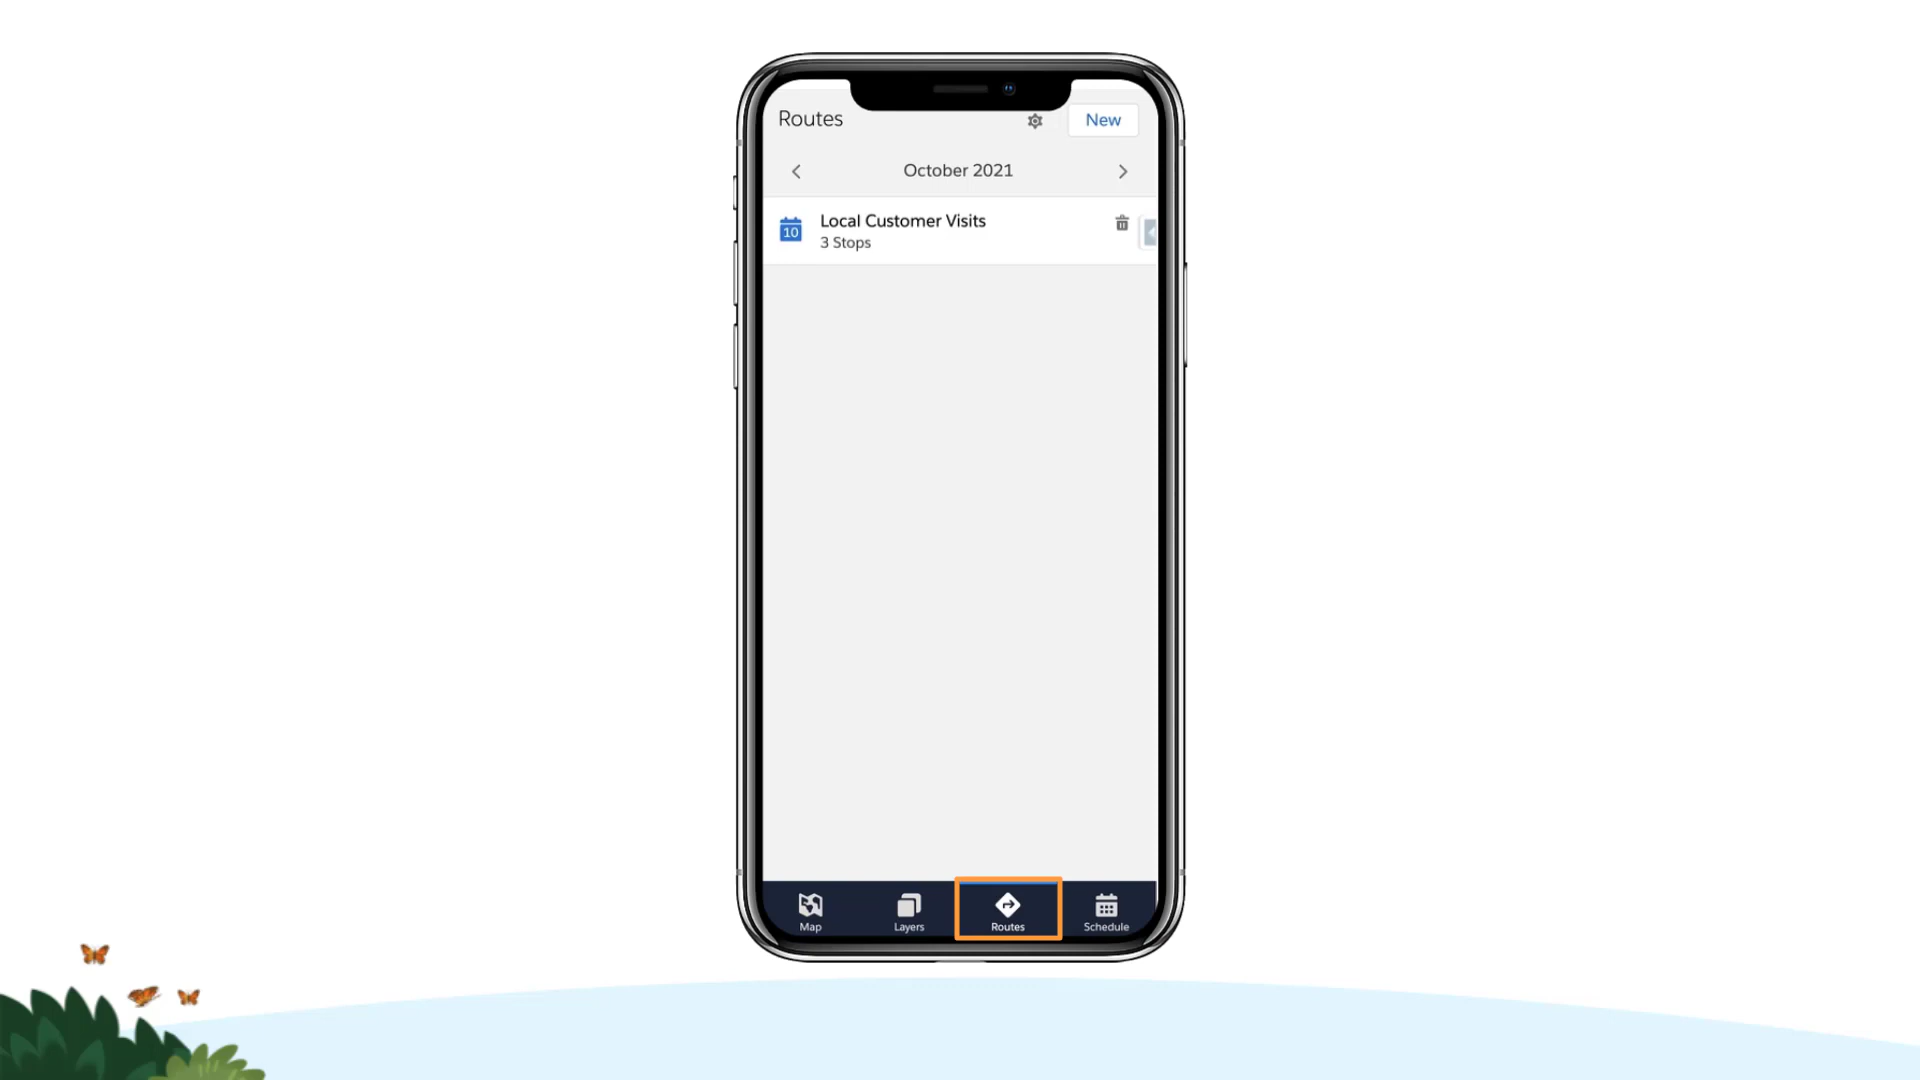 Routes
New
October 2021
10
Local Customer Visits
3 Stops
Map
Layers
Routes
Schedule